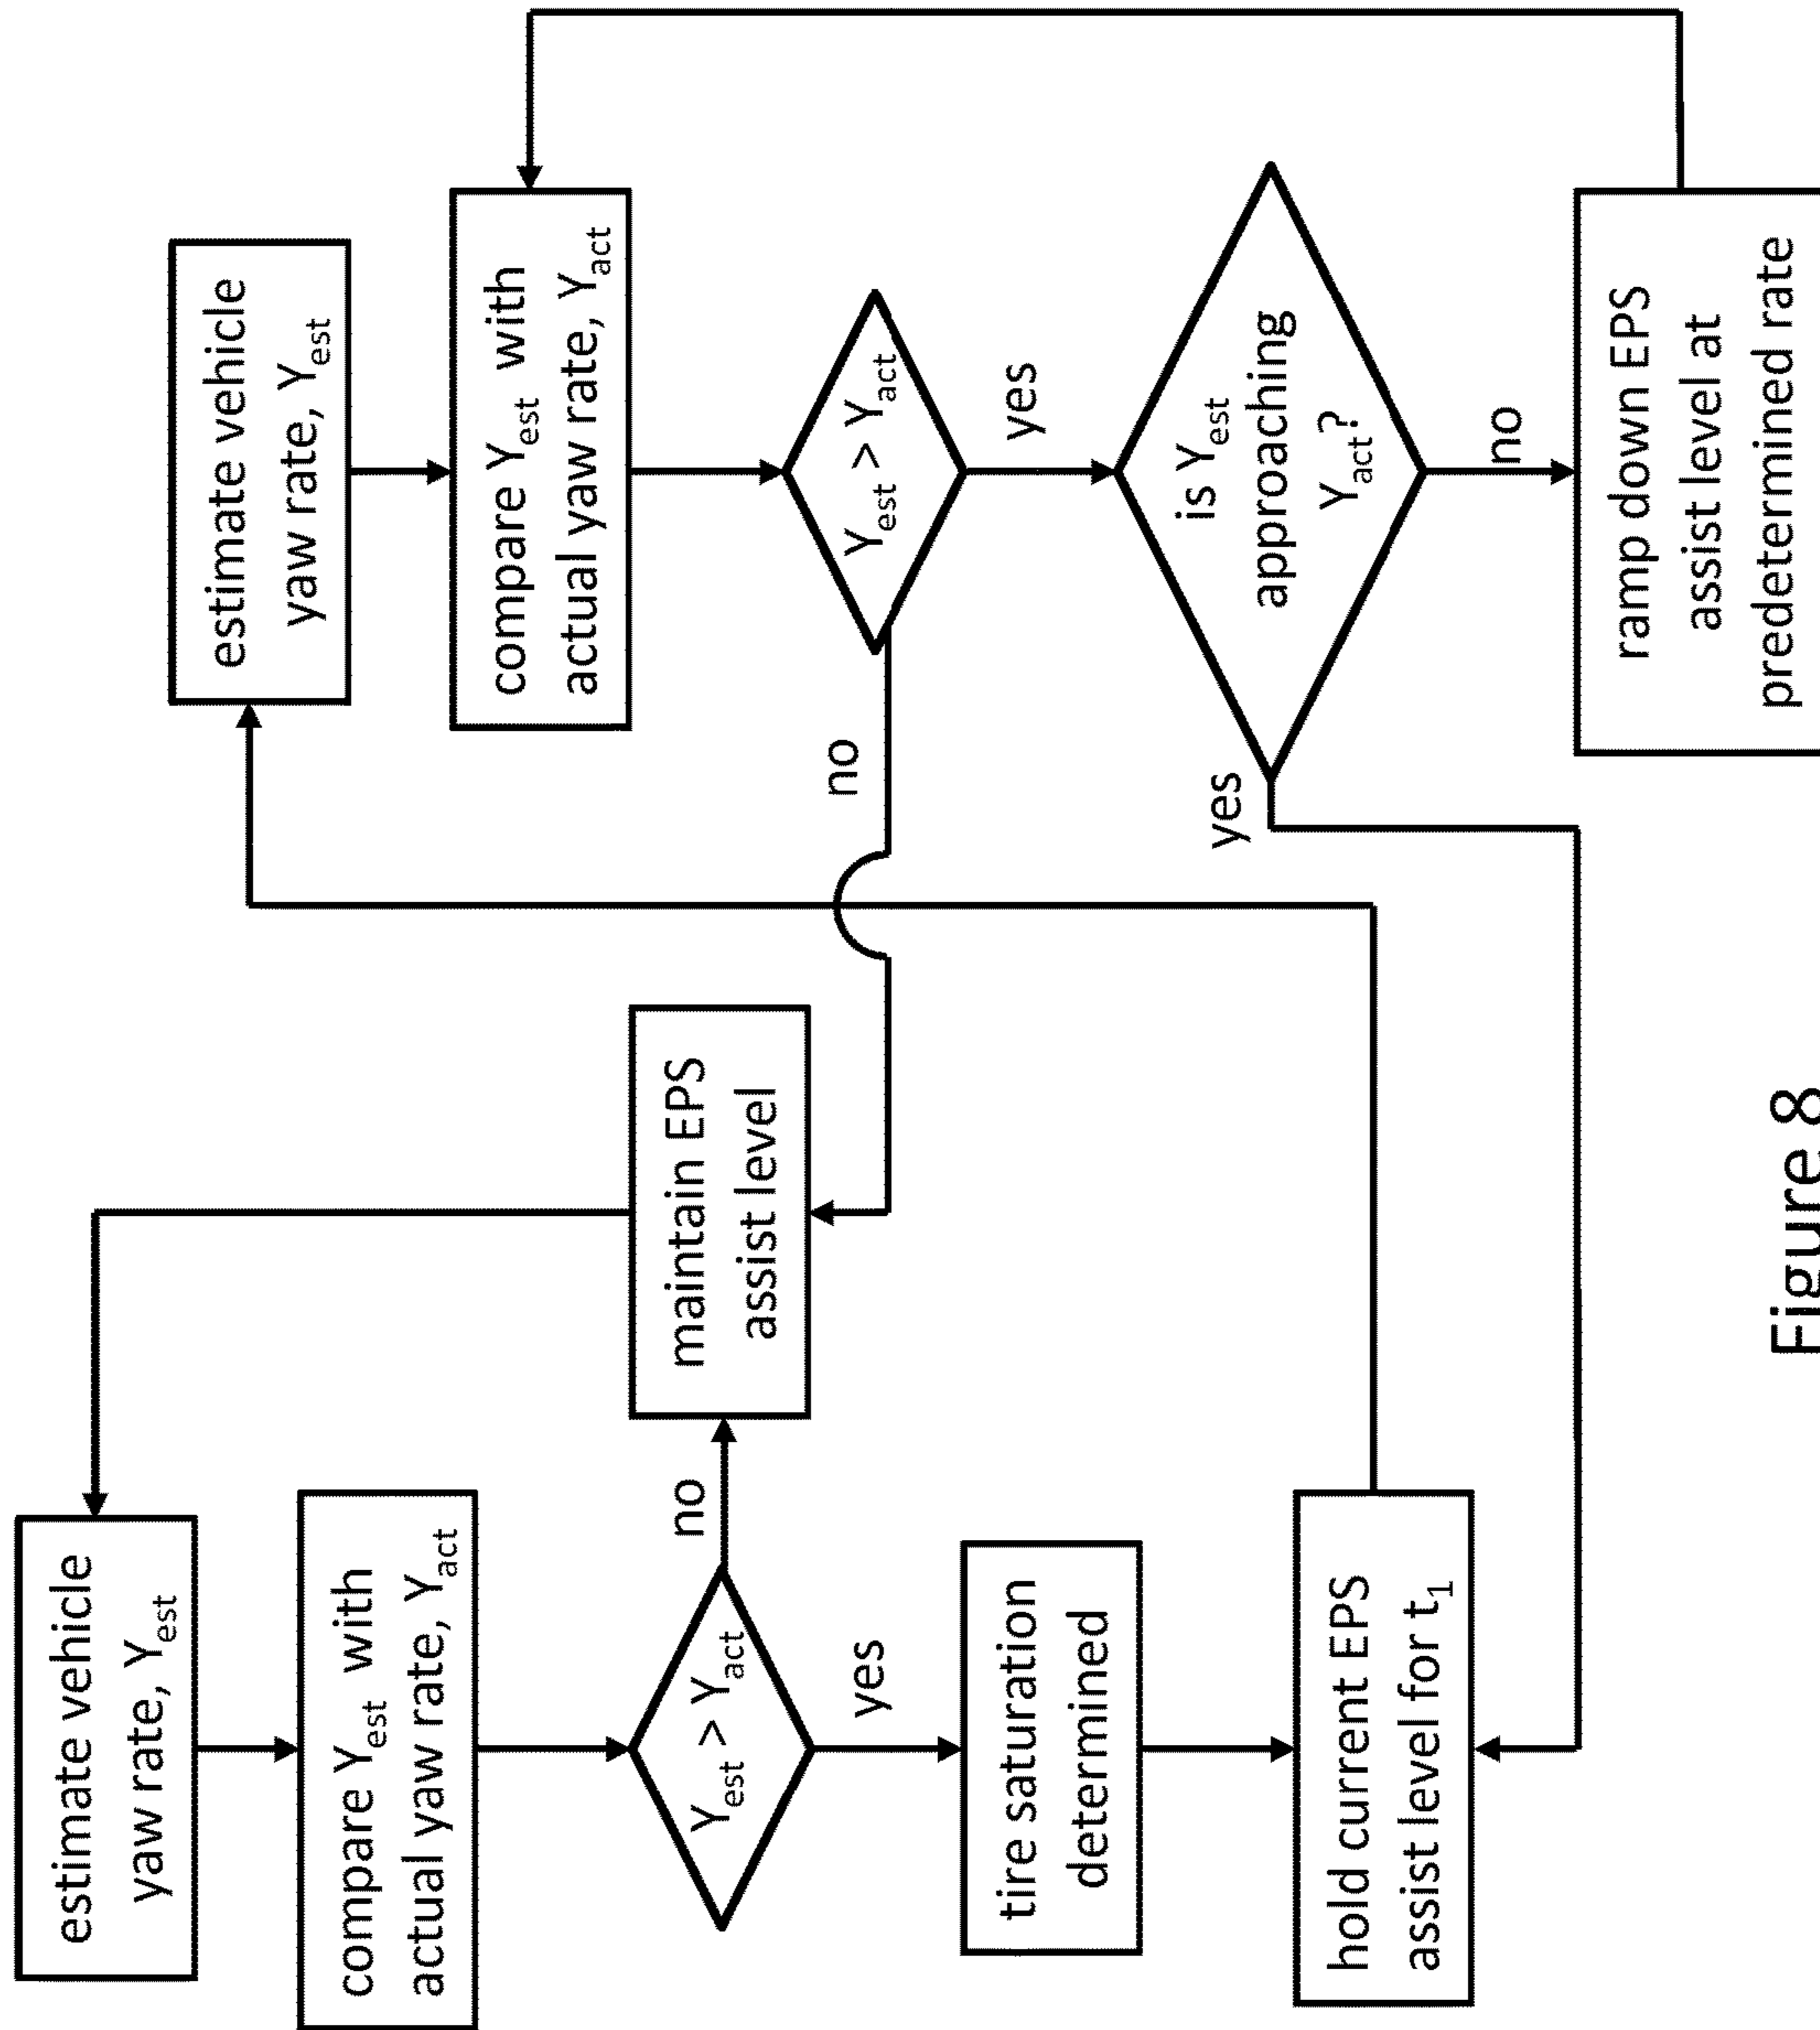 estimate vehicle
yaw rate, Yest
compare Yest with
actual yaw rate, Yact
Yest > Yact
no
yes
maintain EPS
assist level
tire saturation
determined
hold current EPS
assist level for t1
estimate vehicle
yaw rate, Yest
compare Yest with
actual yaw rate, Yact
Yest > Yact
no
yes
is Yest
approaching
Yact?
yes
no
ramp down EPS
assist level at
predetermined rate
Figure 8